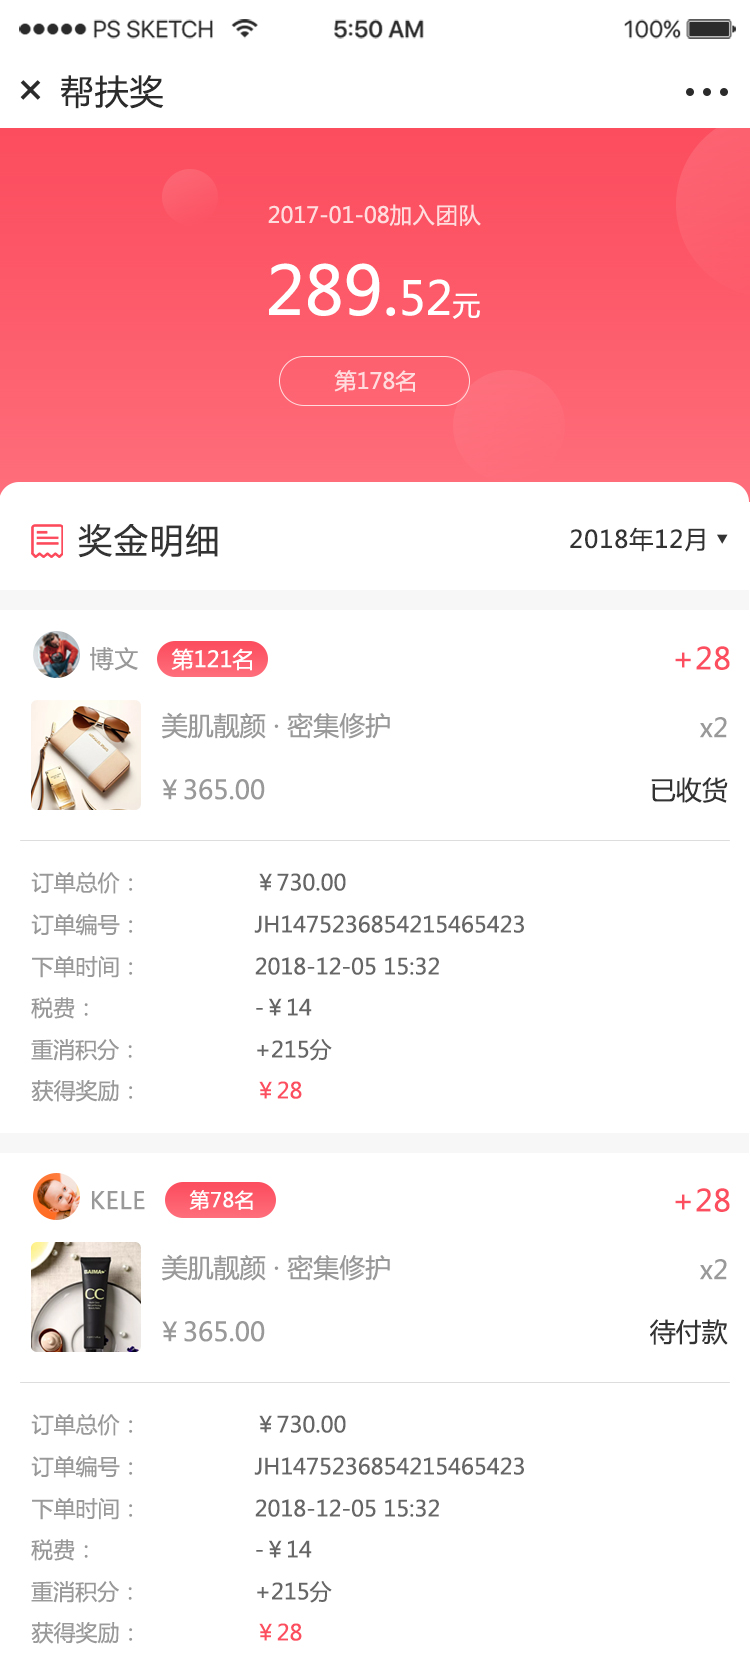 PS SKETCH 5:50 AM 100%
× 帮扶奖
2017-01-08加入团队
289.52元
第178名
奖金明细 2018年12月 ▼
博文 第121名 +28
美肌靓颜 · 密集修护 x2
¥ 365.00 已收货
订单总价： ¥ 730.00
订单编号： JH1475236854215465423
下单时间： 2018-12-05 15:32
税费： -¥ 14
重消积分： +215分
获得奖励： ¥ 28
KELE 第78名 +28
BAIMA
CC
美肌靓颜 · 密集修护 x2
¥ 365.00 待付款
订单总价： ¥ 730.00
订单编号： JH1475236854215465423
下单时间： 2018-12-05 15:32
税费： -¥ 14
重消积分： +215分
获得奖励： ¥ 28